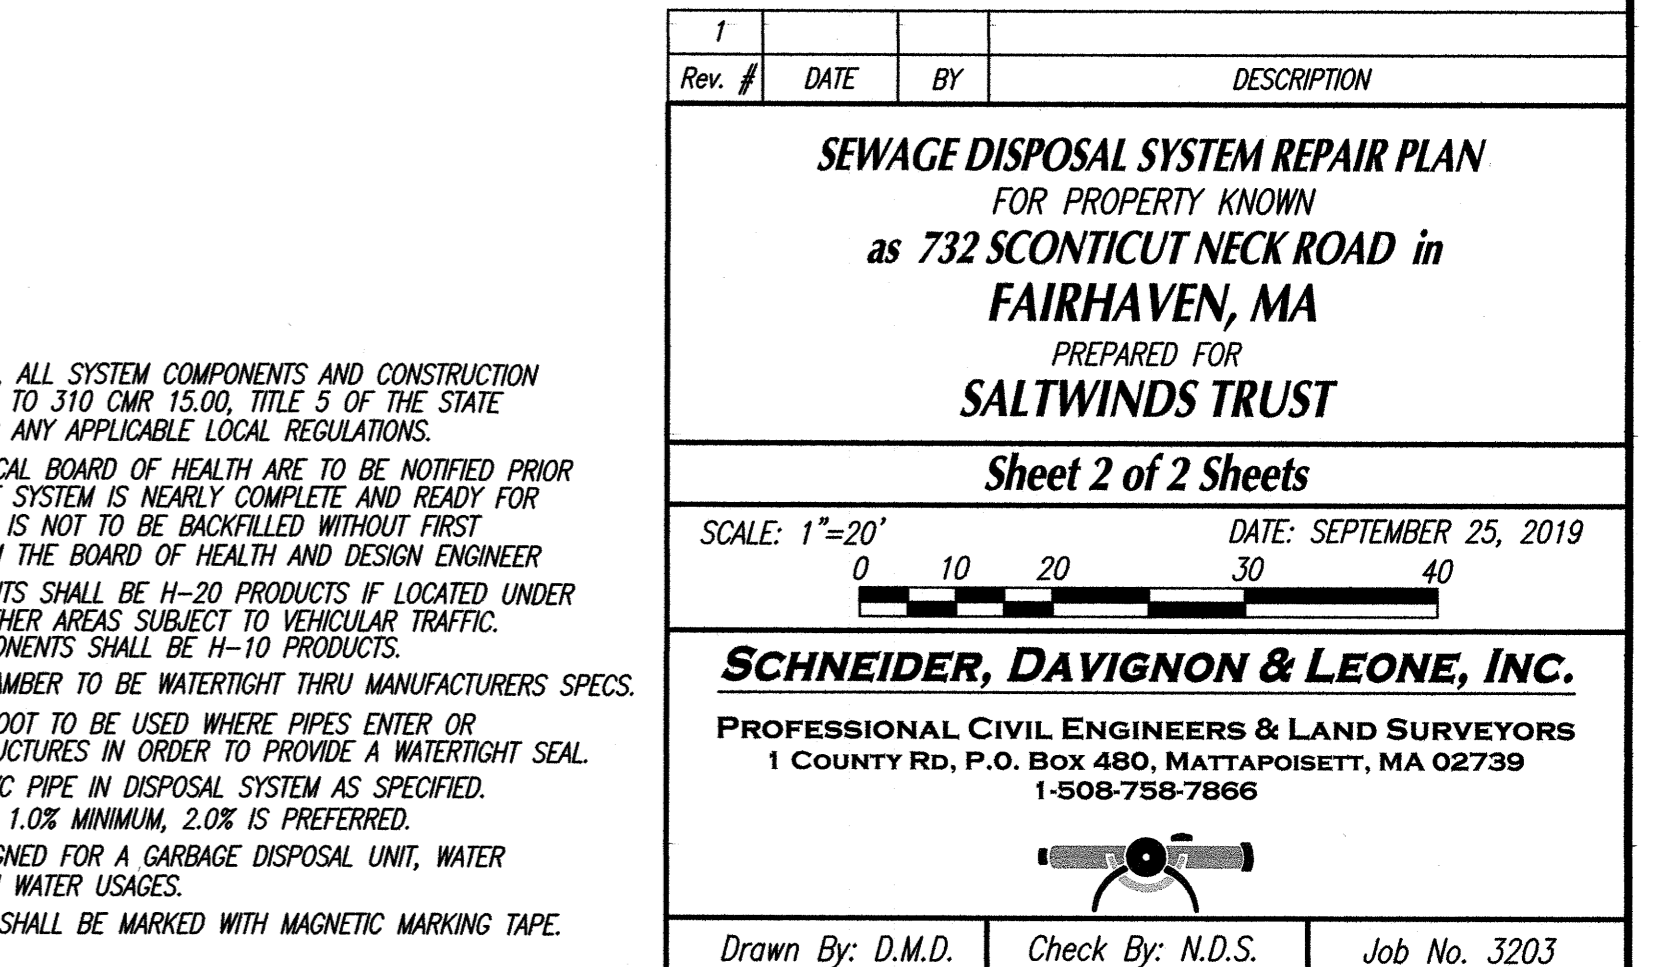 ALL SYSTEM COMPONENTS AND CONSTRUCTION
TO 310 CMR 15.00, TITLE 5 OF THE STATE
ANY APPLICABLE LOCAL REGULATIONS.
BOARD OF HEALTH ARE TO BE NOTIFIED PRIOR
SYSTEM IS NEARLY COMPLETE AND READY FOR
IS NOT TO BE BACKFILLED WITHOUT FIRST
THE BOARD OF HEALTH AND DESIGN ENGINEER
SHALL BE H-20 PRODUCTS IF LOCATED UNDER
AREAS SUBJECT TO VEHICULAR TRAFFIC.
SHALL BE H-10 PRODUCTS.
TO BE WATERTIGHT THRU MANUFACTURERS SPECS.
TO BE USED WHERE PIPES ENTER OR
IN ORDER TO PROVIDE A WATERTIGHT SEAL.
PIPE IN DISPOSAL SYSTEM AS SPECIFIED.
1.0% MINIMUM, 2.0% IS PREFERRED.
FOR A GARBAGE DISPOSAL UNIT, WATER
WATER USAGES.
SHALL BE MARKED WITH MAGNETIC MARKING TAPE.
1
Rev. # DATE BY DESCRIPTION
SEWAGE DISPOSAL SYSTEM REPAIR PLAN
FOR PROPERTY KNOWN
as 732 SCONTICUT NECK ROAD in
FAIRHAVEN, MA
PREPARED FOR
SALTWINDS TRUST
Sheet 2 of 2 Sheets
SCALE: 1"=20' DATE: SEPTEMBER 25, 2019
0 10 20 30 40
SCHNEIDER, DAVIGNON & LEONE, INC.
PROFESSIONAL CIVIL ENGINEERS & LAND SURVEYORS
1 COUNTY RD, P.O. BOX 480, MATTAPOISETT, MA 02739
1-508-758-7866
Drawn By: D.M.D. Check By: N.D.S. Job No. 3203